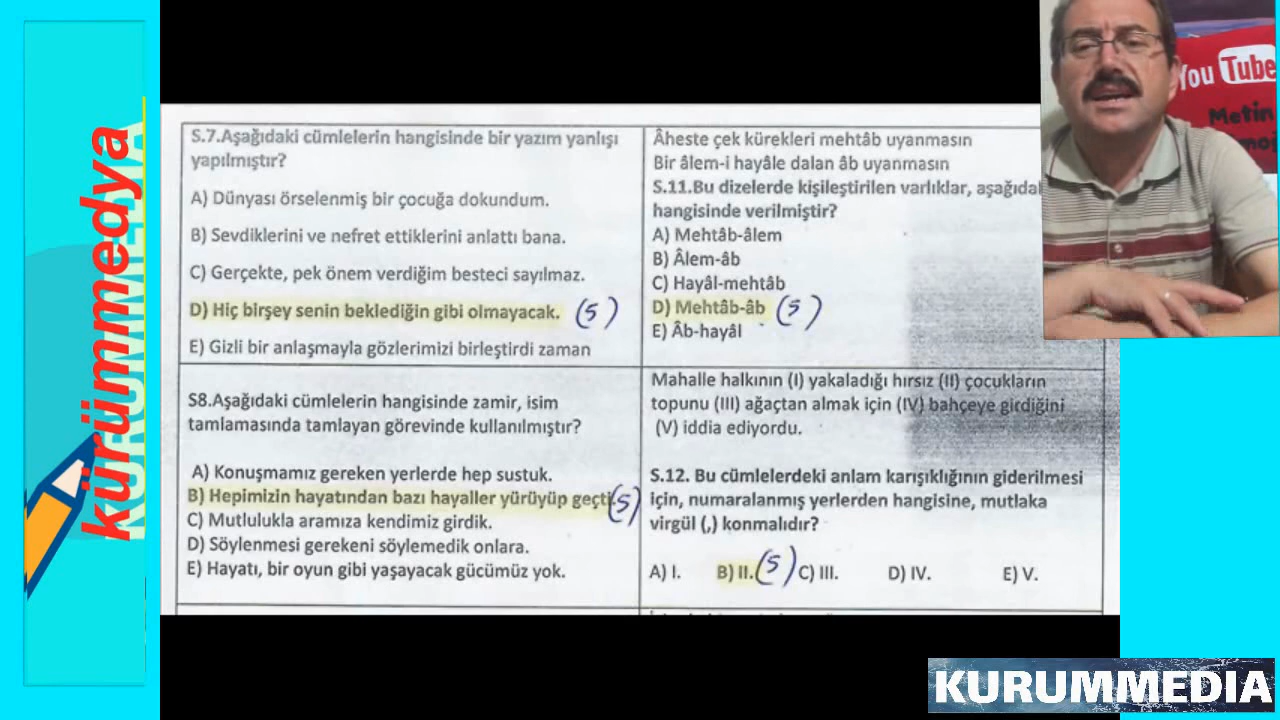 kürümmedya
KURUMMEDYA
S.7.Aşağıdaki cümlelerin hangisinde bir yazım yanlışı
yapılmıştır?
A) Dünyası örselenmiş bir çocuğa dokundum.
B) Sevdiklerini ve nefret ettiklerini anlattı bana.
C) Gerçekte, pek önem verdiğim besteci sayılmaz.
D) Hiç birşey senin beklediğin gibi olmayacak. (5)
E) Gizli bir anlaşmayla gözlerimizi birleştirdi zaman
S8.Aşağıdaki cümlelerin hangisinde zamir, isim
tamlamasında tamlayan görevinde kullanılmıştır?
A) Konuşmamız gereken yerlerde hep sustuk.
B) Hepimizin hayatından bazı hayaller yürüyüp geçti. (5)
C) Mutlulukla aramıza kendimiz girdik.
D) Söylenmesi gerekeni söylemedik onlara.
E) Hayatı, bir oyun gibi yaşayacak gücümüz yok.
Âheste çek kürekleri mehtâb uyanmasın
Bir âlem-i hayâle dalan âb uyanmasın
S.11.Bu dizelerde kişileştirilen varlıklar,
hangisinde verilmiştir?
A) Mehtâb-âlem
B) Âlem-âb
C) Hayâl-mehtâb
D) Mehtâb-âb (5)
E) Âb-hayâl
Mahalle halkının (I) yakaladığı hırsız (II) çocukların
topunu (III) ağaçtan almak için (IV) bahçeye girdiğini
(V) iddia ediyordu.
S.12. Bu cümlelerdeki anlam karışıklığının giderilmesi
için, numaralanmış yerlerden hangisine, mutlaka
virgül (,) konmalıdır?
A) I. B) II. (5) C) III. D) IV. E) V.
You Tube
Metin
KURUMMEDIA